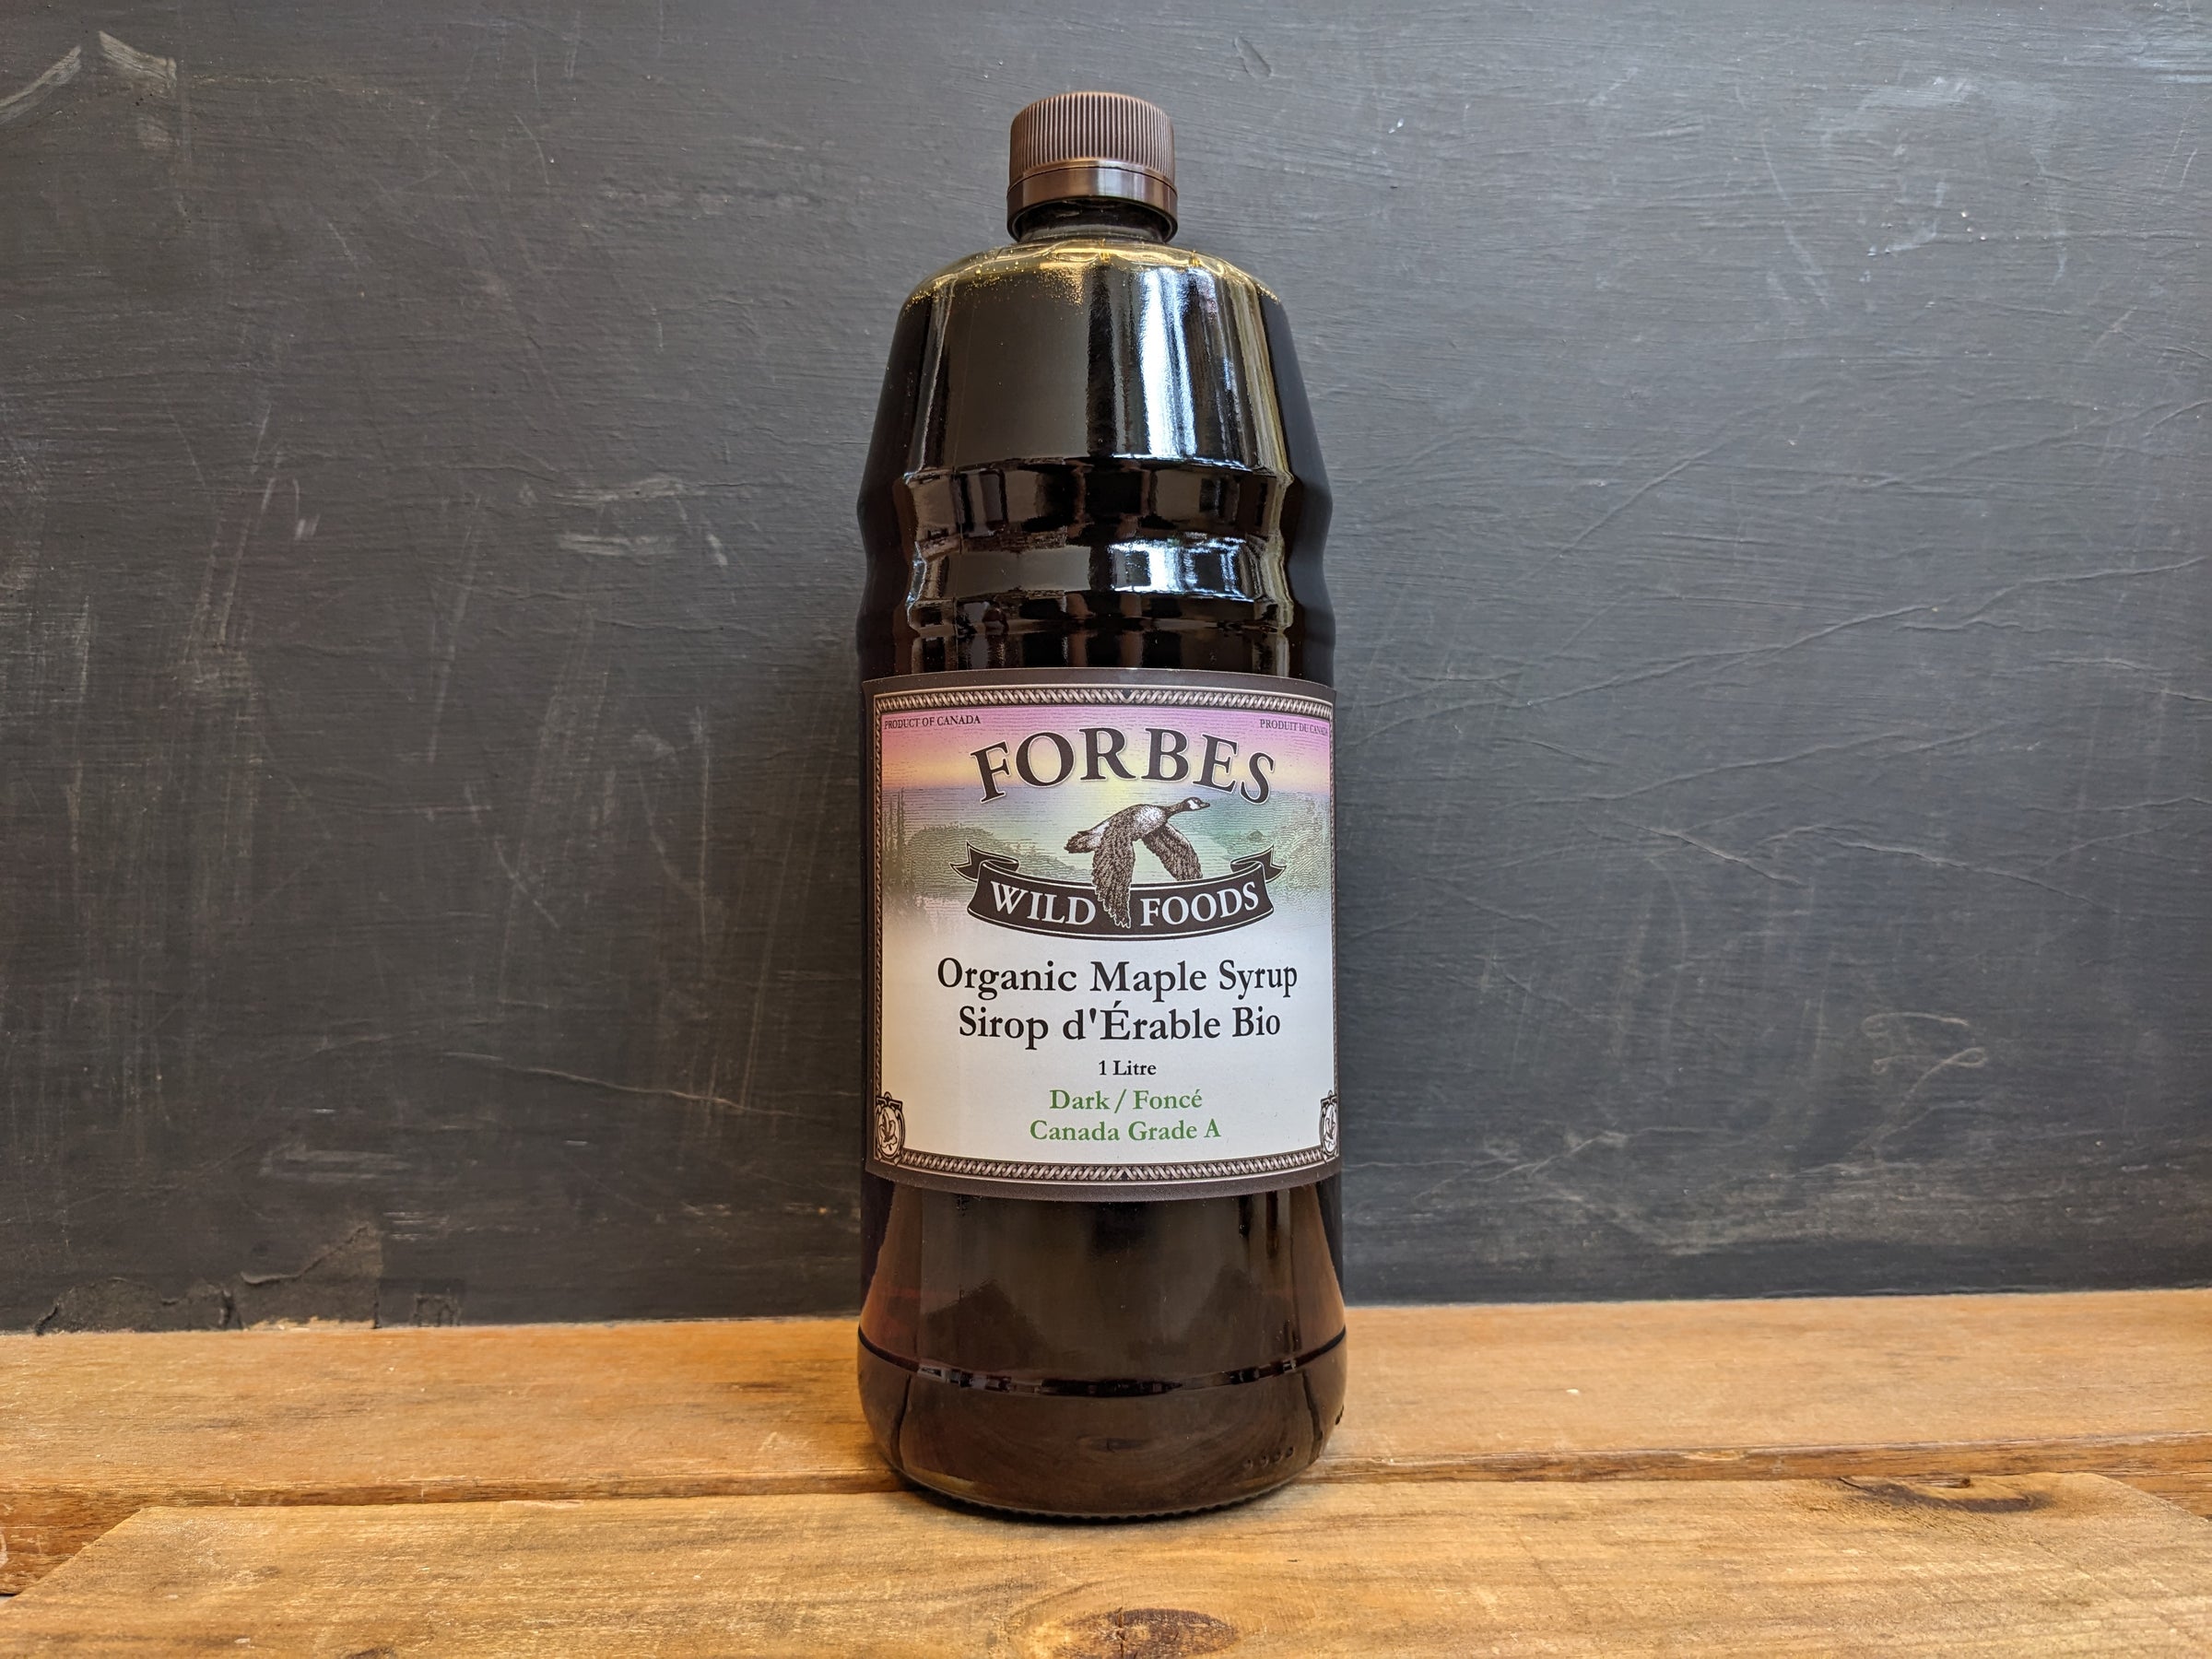 PRODUCT OF CANADA
PRODUIT DU CANADA
FORBES
WILD FOODS
Organic Maple Syrup
Sirop d'Érable Bio
1 Litre
Dark / Foncé
Canada Grade A